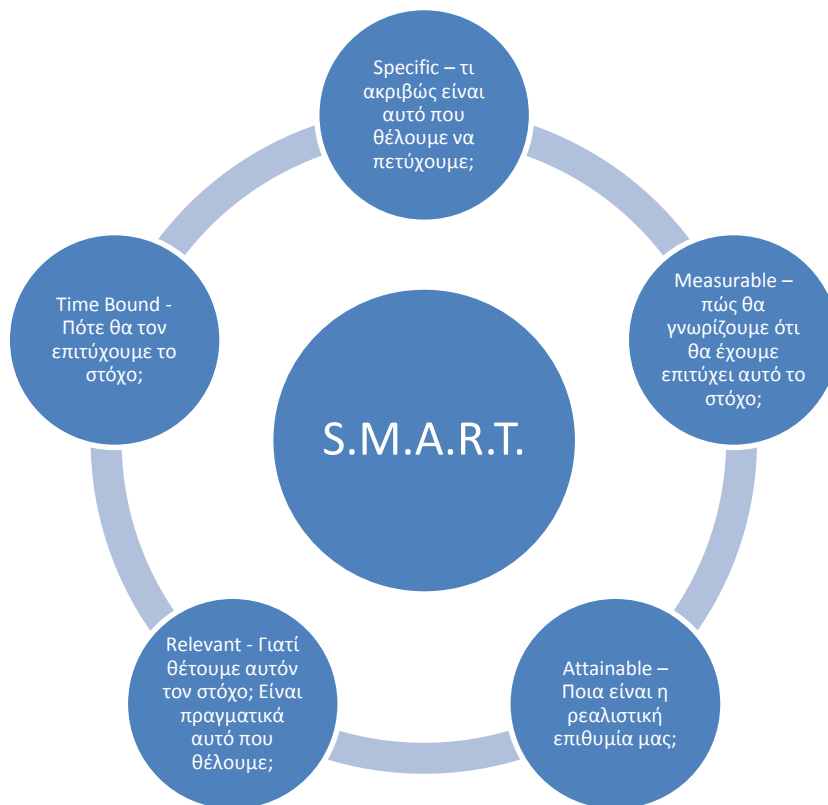 Specific – τι
ακριβώς είναι
αυτό που
θέλουμε να
πετύχουμε;
Measurable –
πώς θα
γνωρίζουμε ότι
θα έχουμε
επιτύχει αυτό το
στόχο;
Attainable –
Ποια είναι η
ρεαλιστική
επιθυμία μας;
Relevant - Γιατί
θέτουμε αυτόν
τον στόχο; Είναι
πραγματικά
αυτό που
θέλουμε;
Time Bound -
Πότε θα τον
επιτύχουμε το
στόχο;
S.M.A.R.T.